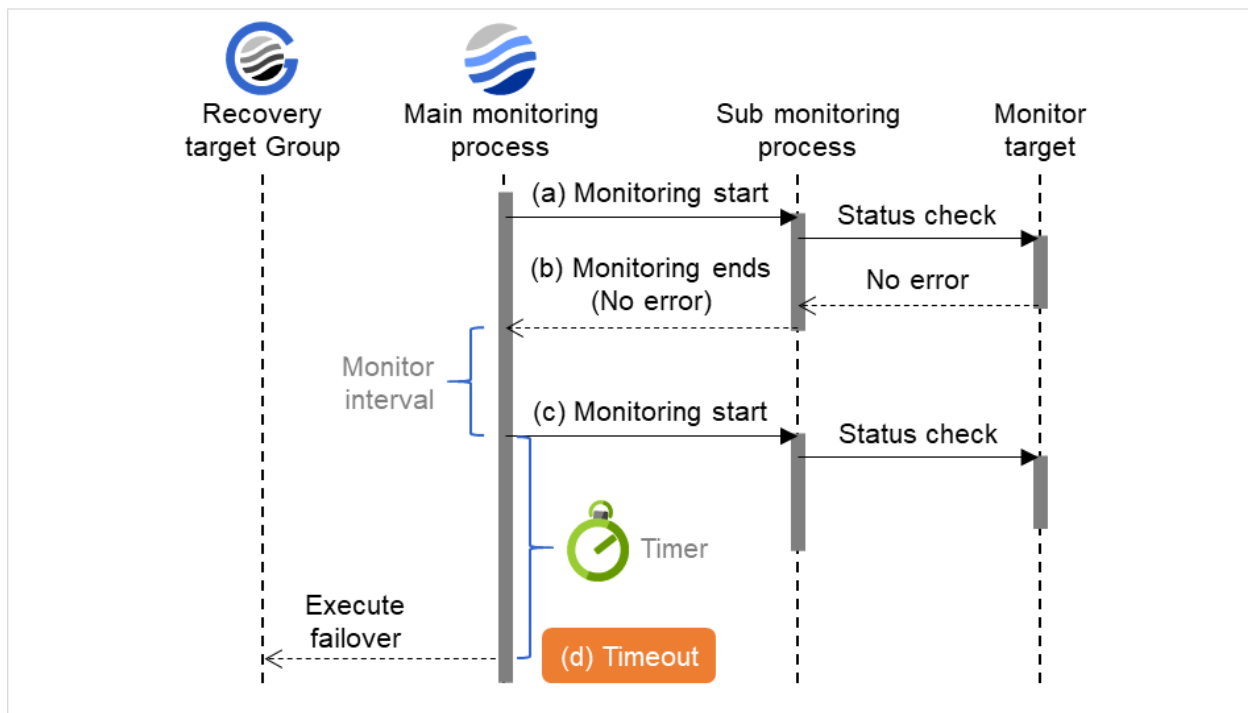 Recovery
target Group
Main monitoring
process
Sub monitoring
process
Monitor
target
(a) Monitoring start
Status check
(b) Monitoring ends
(No error)
No error
Monitor
interval
(c) Monitoring start
Status check
Timer
Execute
failover
(d) Timeout